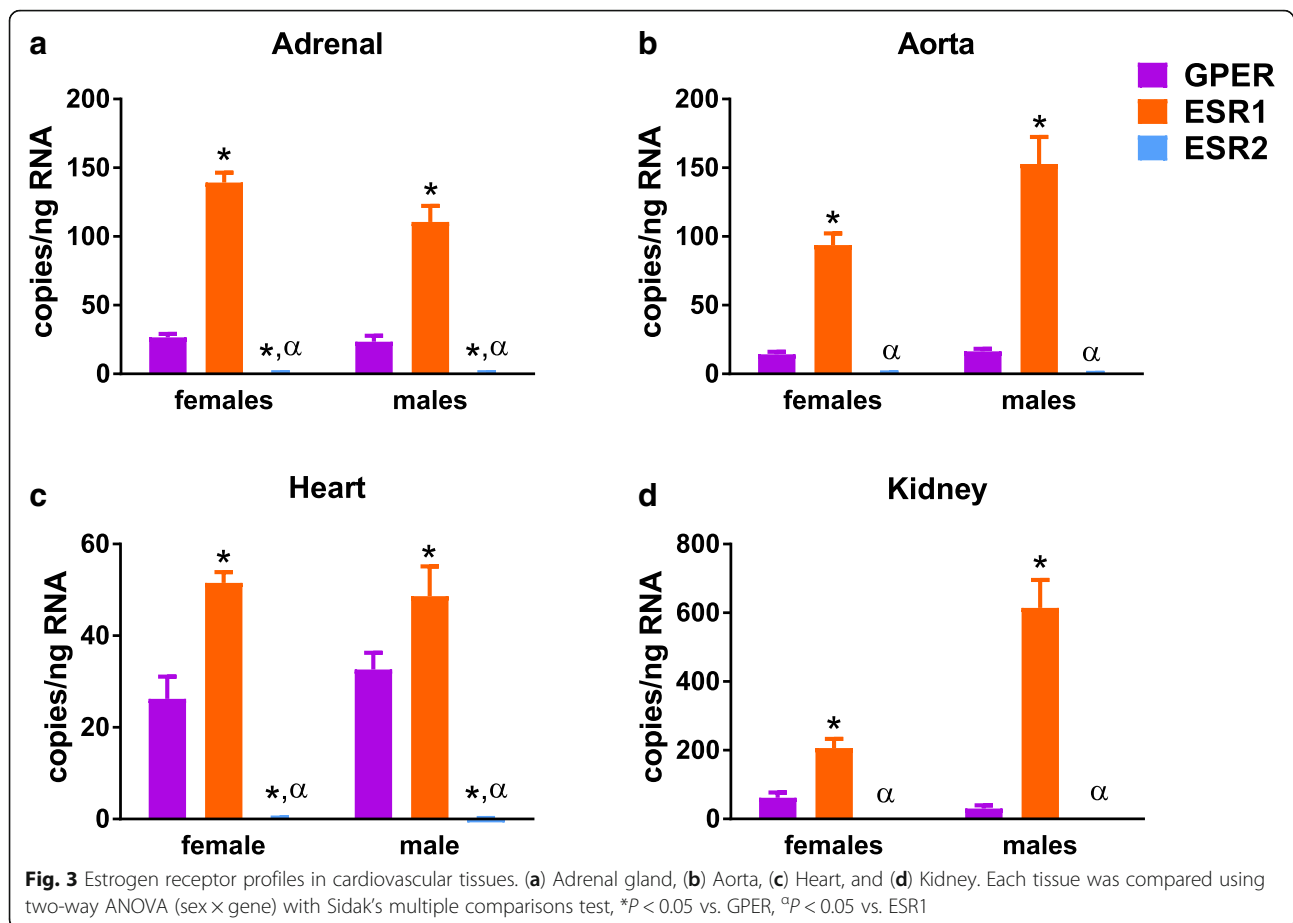 a
Adrenal
200
150
100
50
0
copies/ng RNA
*
*
*,α
*,α
females
males
b
Aorta
GPER
ESR1
ESR2
200
150
100
50
0
copies/ng RNA
*
*
α
α
females
males
c
Heart
60
40
20
0
copies/ng RNA
*
*
*,α
*,α
female
male
d
Kidney
800
600
400
200
0
copies/ng RNA
*
*
α
α
females
males
Fig. 3 Estrogen receptor profiles in cardiovascular tissues. (a) Adrenal gland, (b) Aorta, (c) Heart, and (d) Kidney. Each tissue was compared using
two-way ANOVA (sex × gene) with Sidak's multiple comparisons test, *P < 0.05 vs. GPER, αP < 0.05 vs. ESR1